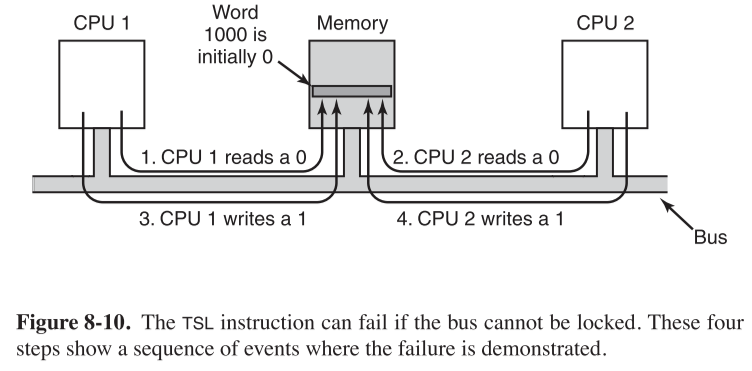 CPU 1
Word
1000 is
initially 0
Memory
CPU 2
1. CPU 1 reads a 0
2. CPU 2 reads a 0
3. CPU 1 writes a 1
4. CPU 2 writes a 1
Bus
Figure 8-10. The TSL instruction can fail if the bus cannot be locked. These four
steps show a sequence of events where the failure is demonstrated.